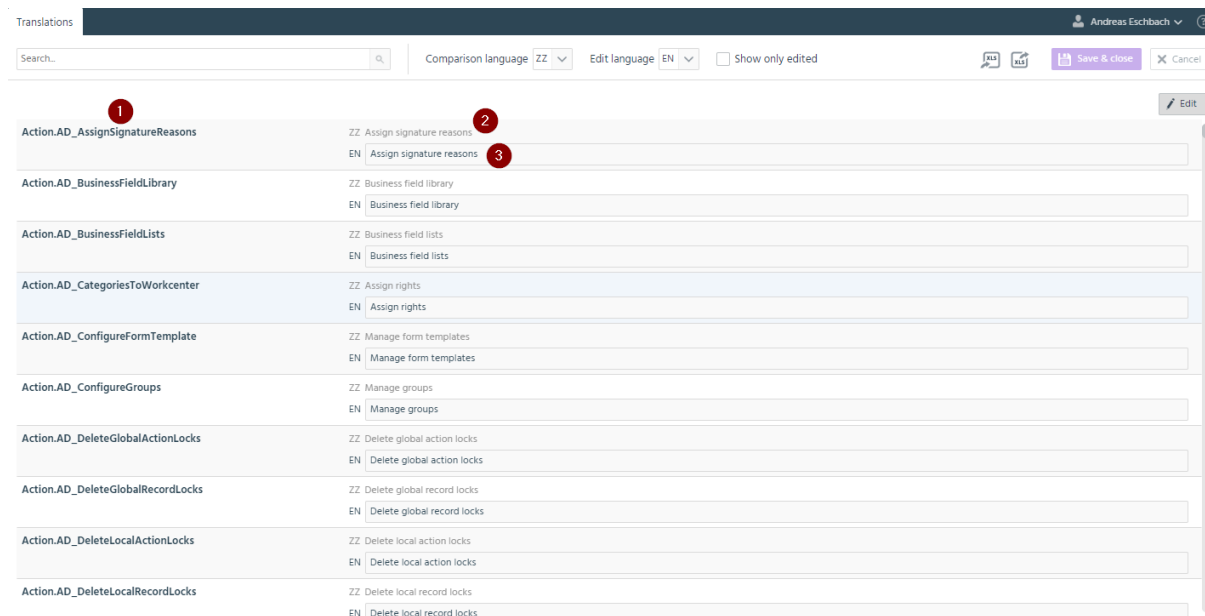 Translations
Andreas Eschbach
Search...
Comparison language ZZ
Edit language EN
Show only edited
XLS
XLS
Save & close
Cancel
Edit
1
Action.AD_AssignSignatureReasons
2
ZZ Assign signature reasons
EN Assign signature reasons
3
Action.AD_BusinessFieldLibrary
ZZ Business field library
EN Business field library
Action.AD_BusinessFieldLists
ZZ Business field lists
EN Business field lists
Action.AD_CategoriesToWorkcenter
ZZ Assign rights
EN Assign rights
Action.AD_ConfigureFormTemplate
ZZ Manage form templates
EN Manage form templates
Action.AD_ConfigureGroups
ZZ Manage groups
EN Manage groups
Action.AD_DeleteGlobalActionLocks
ZZ Delete global action locks
EN Delete global action locks
Action.AD_DeleteGlobalRecordLocks
ZZ Delete global record locks
EN Delete global record locks
Action.AD_DeleteLocalActionLocks
ZZ Delete local action locks
EN Delete local action locks
Action.AD_DeleteLocalRecordLocks
ZZ Delete local record locks
EN Delete local record locks